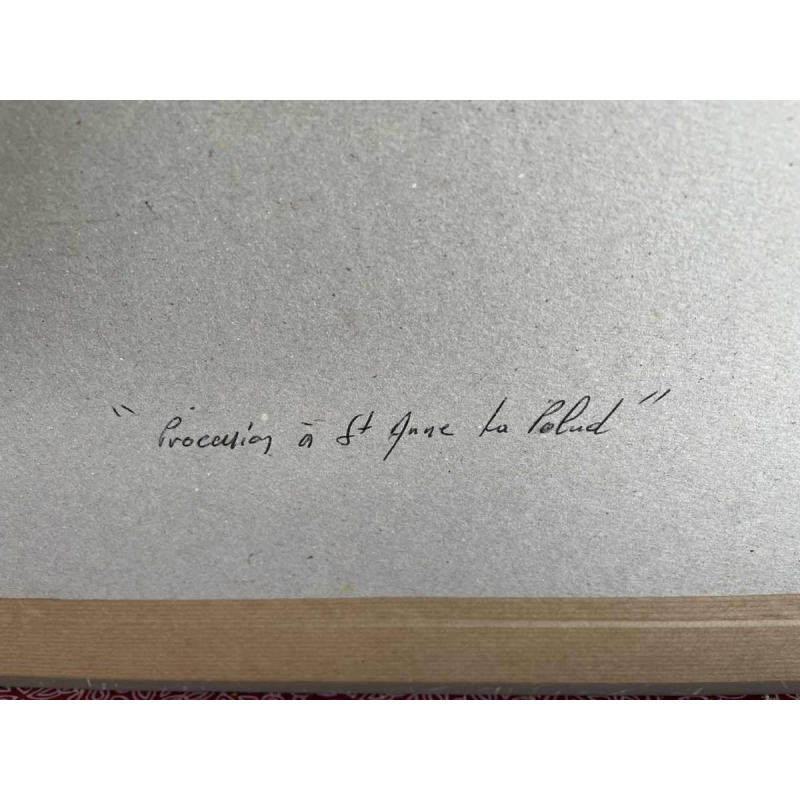 " Procession à St Anne La Palud "